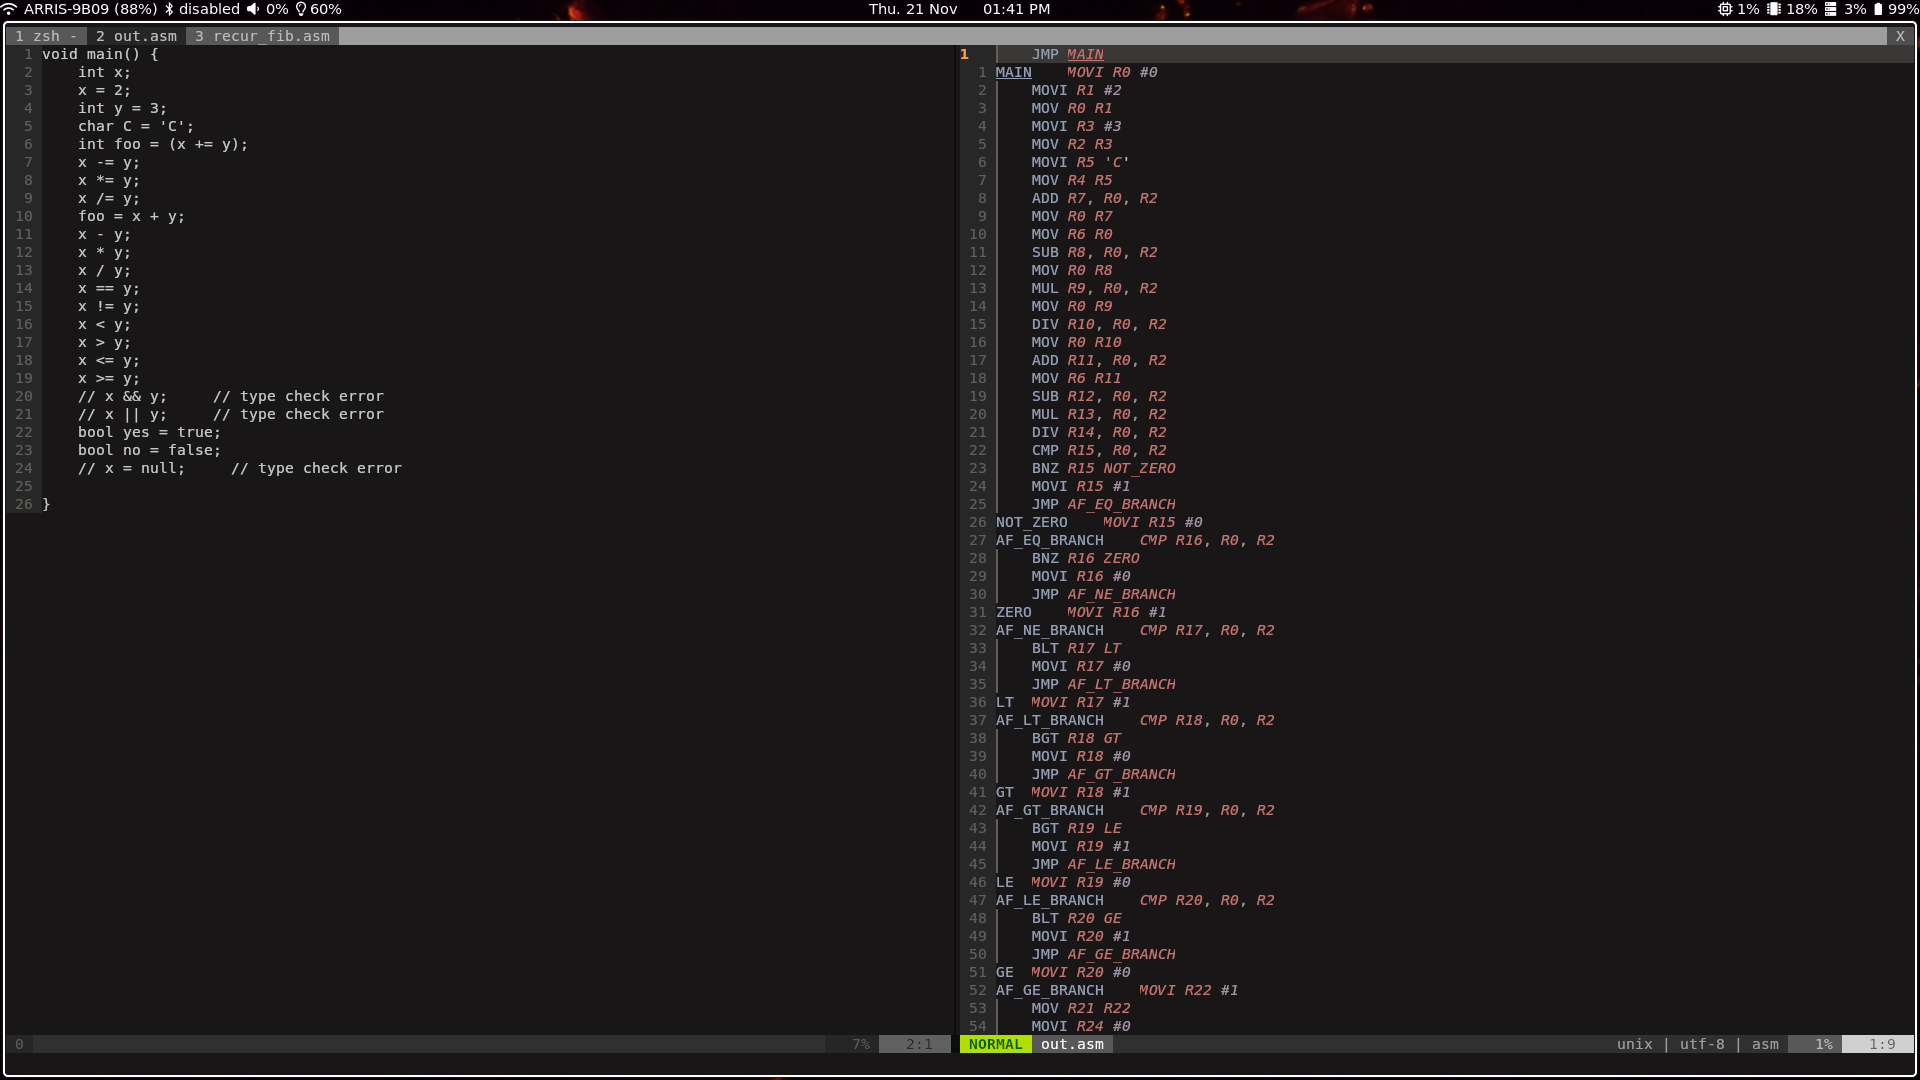 ARRIS-9B09 (88%) disabled 0% 60% Thu. 21 Nov 01:41 PM 1% 18% 3% 99%
1 zsh - 2 out.asm 3 recur_fib.asm X
1 void main() {
2 int x;
3 x = 2;
4 int y = 3;
5 char C = 'C';
6 int foo = (x += y);
7 x -= y;
8 x *= y;
9 x /= y;
10 foo = x + y;
11 x - y;
12 x * y;
13 x / y;
14 x == y;
15 x != y;
16 x < y;
17 x > y;
18 x <= y;
19 x >= y;
20 // x && y; // type check error
21 // x || y; // type check error
22 bool yes = true;
23 bool no = false;
24 // x = null; // type check error
25
26 }
0 7% 2:1
1 JMP MAIN
1 MAIN MOVI R0 #0
2 MOVI R1 #2
3 MOV R0 R1
4 MOVI R3 #3
5 MOV R2 R3
6 MOVI R5 'C'
7 MOV R4 R5
8 ADD R7, R0, R2
9 MOV R0 R7
10 MOV R6 R0
11 SUB R8, R0, R2
12 MOV R0 R8
13 MUL R9, R0, R2
14 MOV R0 R9
15 DIV R10, R0, R2
16 MOV R0 R10
17 ADD R11, R0, R2
18 MOV R6 R11
19 SUB R12, R0, R2
20 MUL R13, R0, R2
21 DIV R14, R0, R2
22 CMP R15, R0, R2
23 BNZ R15 NOT_ZERO
24 MOVI R15 #1
25 JMP AF_EQ_BRANCH
26 NOT_ZERO MOVI R15 #0
27 AF_EQ_BRANCH CMP R16, R0, R2
28 BNZ R16 ZERO
29 MOVI R16 #0
30 JMP AF_NE_BRANCH
31 ZERO MOVI R16 #1
32 AF_NE_BRANCH CMP R17, R0, R2
33 BLT R17 LT
34 MOVI R17 #0
35 JMP AF_LT_BRANCH
36 LT MOVI R17 #1
37 AF_LT_BRANCH CMP R18, R0, R2
38 BGT R18 GT
39 MOVI R18 #0
40 JMP AF_GT_BRANCH
41 GT MOVI R18 #1
42 AF_GT_BRANCH CMP R19, R0, R2
43 BGT R19 LE
44 MOVI R19 #1
45 JMP AF_LE_BRANCH
46 LE MOVI R19 #0
47 AF_LE_BRANCH CMP R20, R0, R2
48 BLT R20 GE
49 MOVI R20 #1
50 JMP AF_GE_BRANCH
51 GE MOVI R20 #0
52 AF_GE_BRANCH MOVI R22 #1
53 MOV R21 R22
54 MOVI R24 #0
NORMAL out.asm unix | utf-8 | asm 1% 1:9